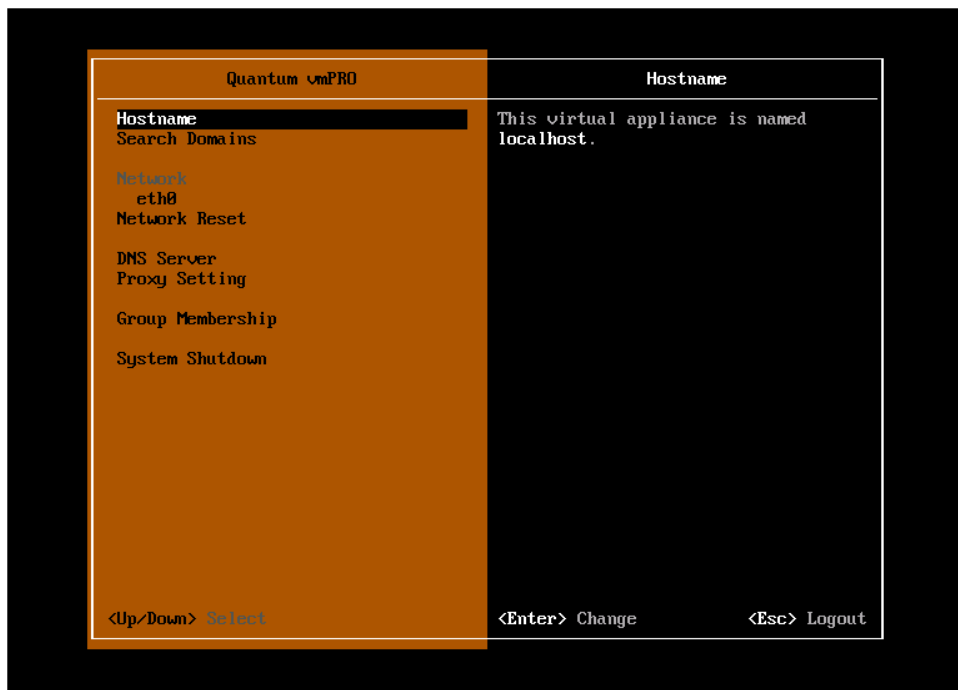 Quantum vmPRO
Hostname
Search Domains
Network
eth0
Network Reset
DNS Server
Proxy Setting
Group Membership
System Shutdown
<Up/Down> Select
Hostname
This virtual appliance is named
localhost.
<Enter> Change
<Esc> Logout